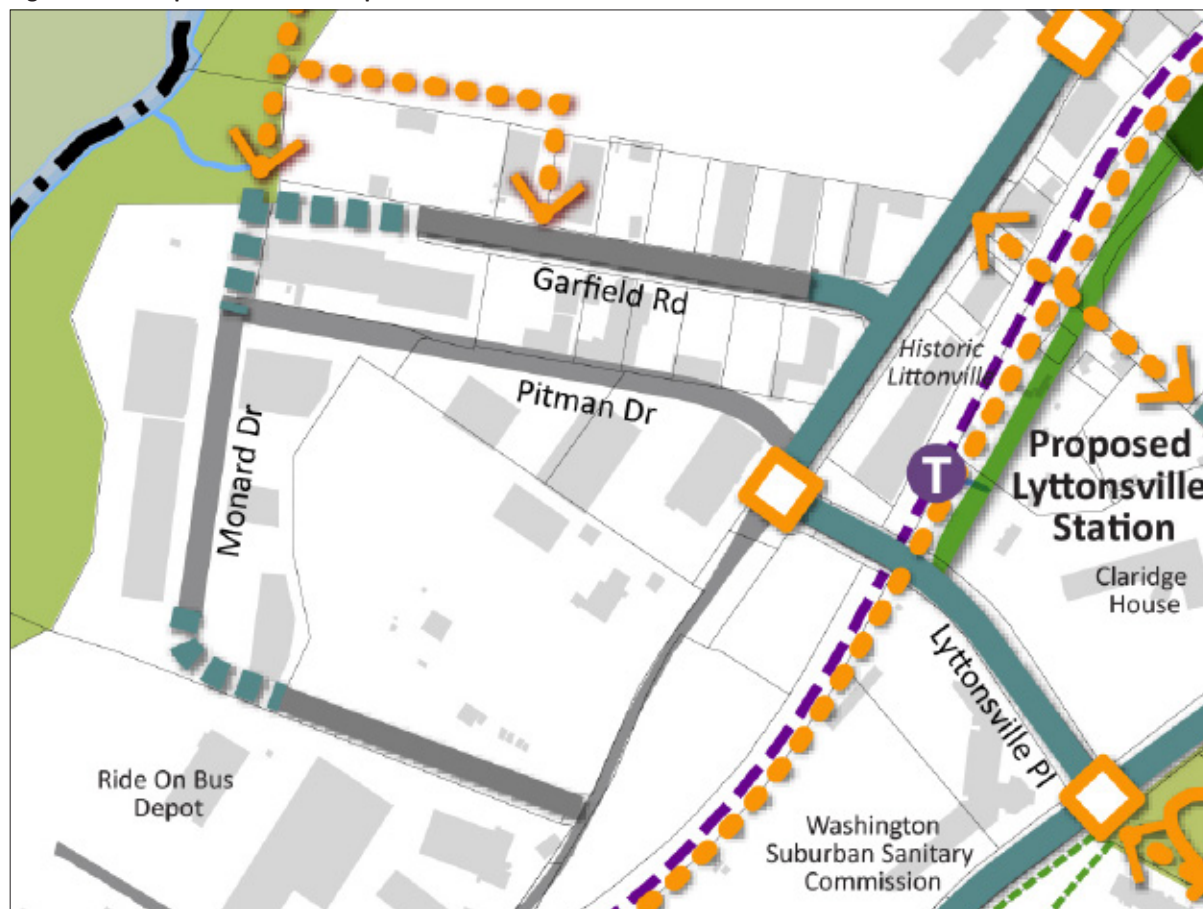 Garfield Rd
Historic
Littonville
Pitman Dr
Monard Dr
T
Proposed
Lyttonsville
Station
Claridge
House
Lyttonsville Pl
Ride On Bus
Depot
Washington
Suburban Sanitary
Commission